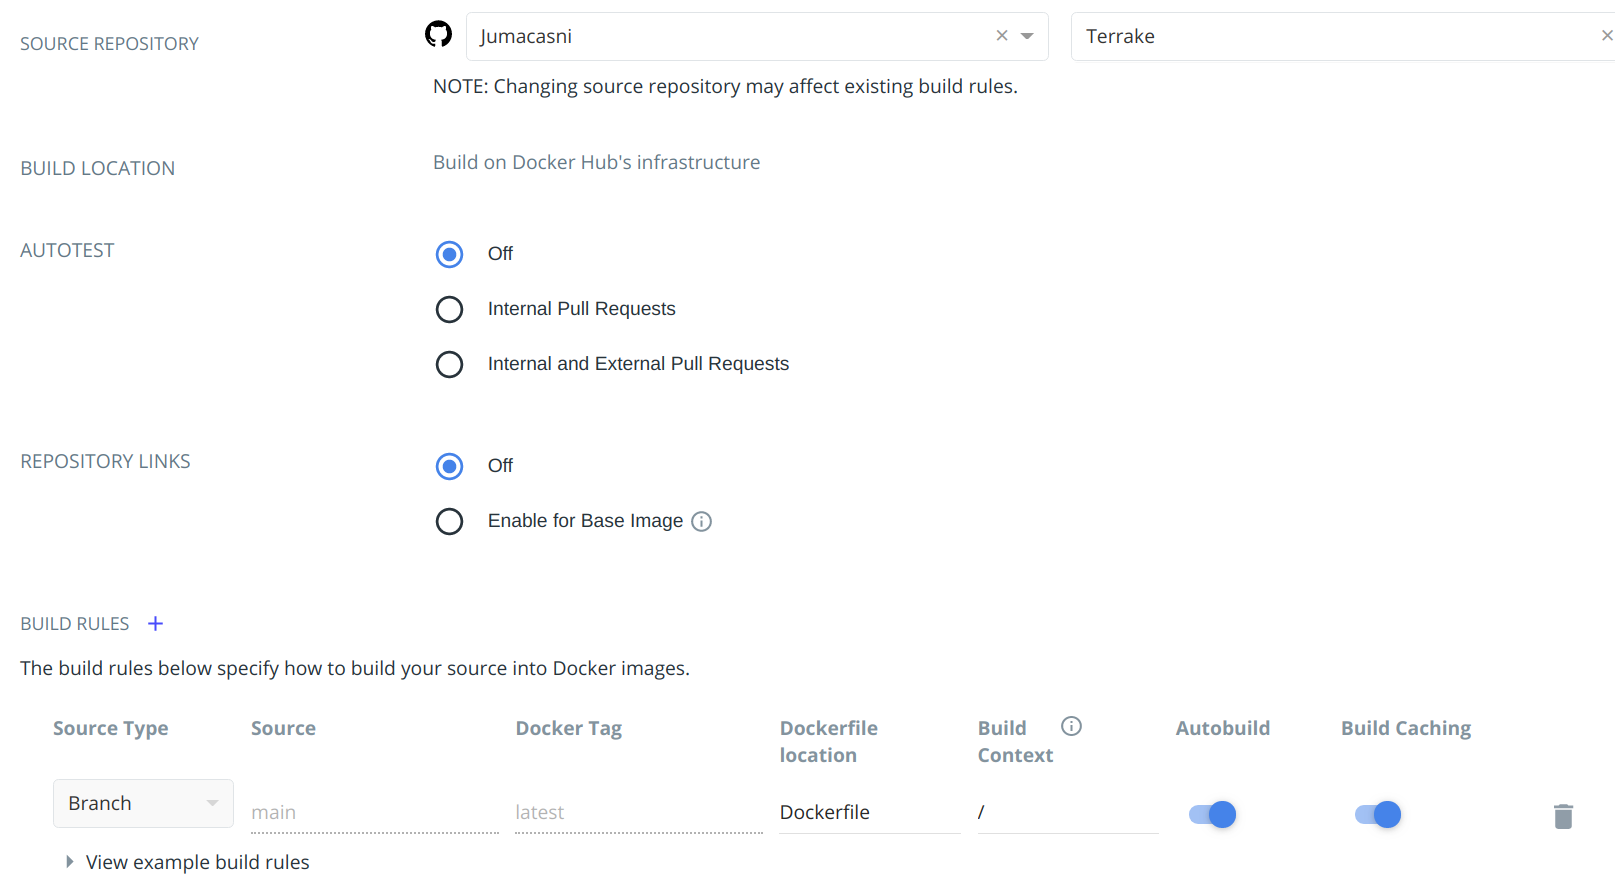 SOURCE REPOSITORY
Jumacasni
Terrake
NOTE: Changing source repository may affect existing build rules.
BUILD LOCATION
Build on Docker Hub's infrastructure
AUTOTEST
Off
Internal Pull Requests
Internal and External Pull Requests
REPOSITORY LINKS
Off
Enable for Base Image
BUILD RULES +
The build rules below specify how to build your source into Docker images.
Source Type Source Docker Tag Dockerfile location Build Context Autobuild Build Caching
Branch main latest Dockerfile /
View example build rules